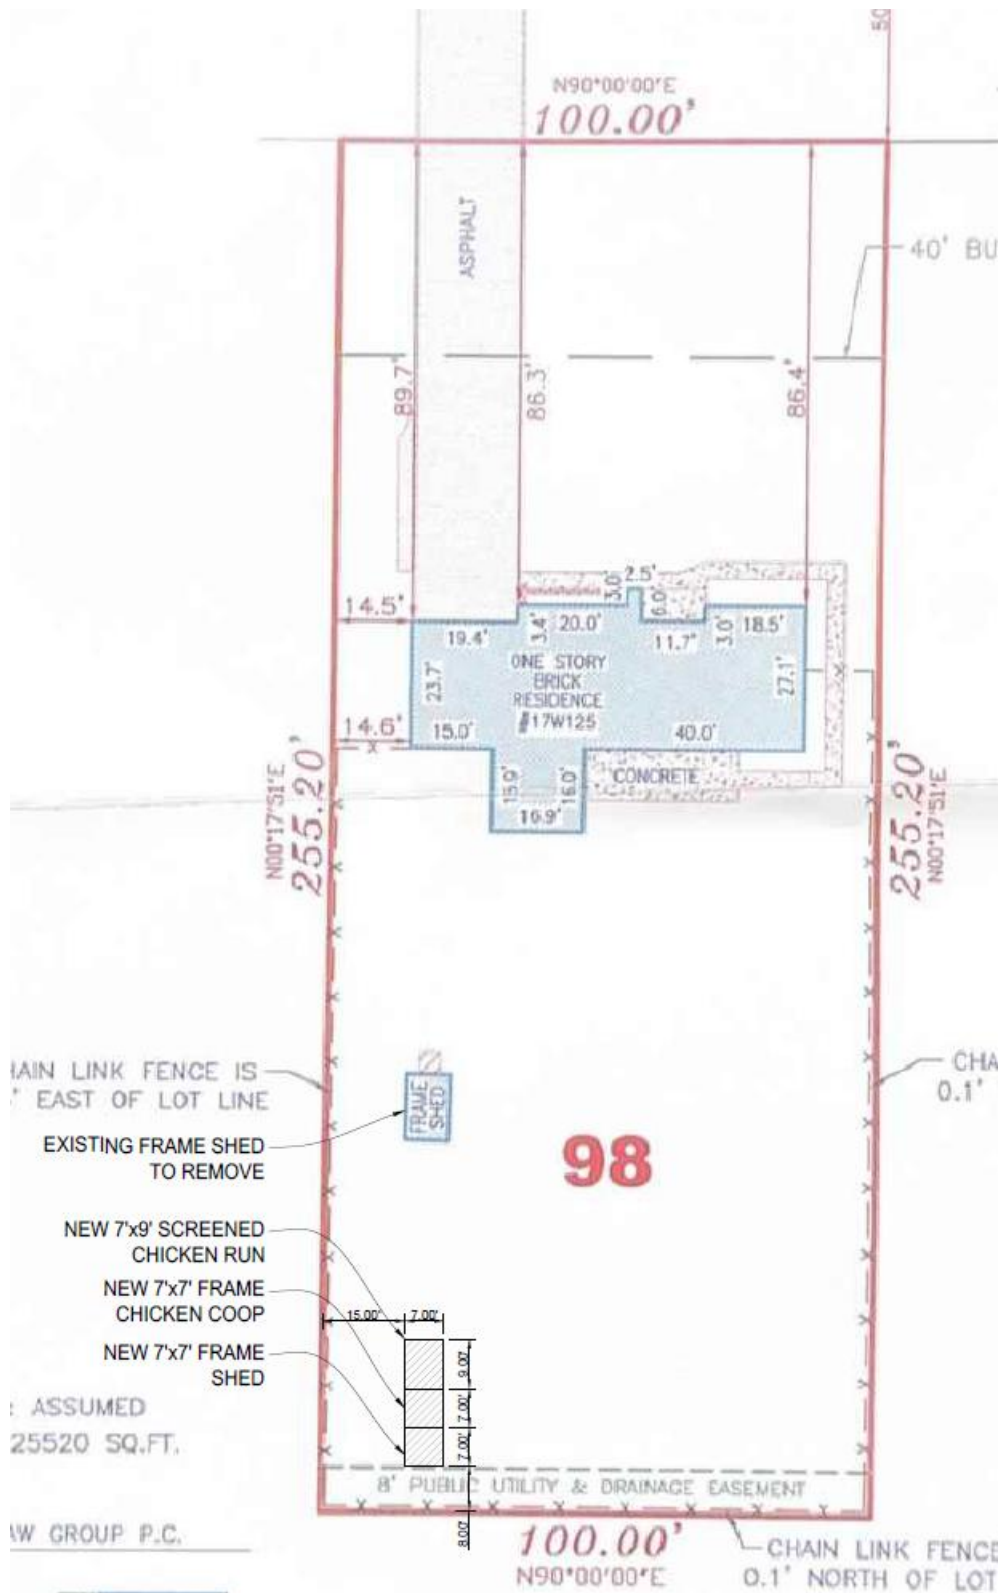 50
N90°00'00"E
100.00'
ASPHALT
40' BU
89.7'
86.3'
86.4'
14.5'
2.5'
3.0'
6.0'
19.4'
3.4'
20.0'
11.7'
3.0'
18.5'
23.7'
ONE STORY
BRICK
RESIDENCE
#17W125
27.1'
14.6'
15.0'
40.0'
CONCRETE
15.9'
16.0'
16.9'
N00°17'51"E
255.20'
255.20'
N00°17'51"E
HAIN LINK FENCE IS
' EAST OF LOT LINE
FRAME
SHED
CHA
0.1'
EXISTING FRAME SHED
TO REMOVE
98
NEW 7'x9' SCREENED
CHICKEN RUN
NEW 7'x7' FRAME
CHICKEN COOP
15.00'
7.00'
NEW 7'x7' FRAME
SHED
9.00'
7.00'
7.00'
ASSUMED
25520 SQ.FT.
8' PUBLIC UTILITY & DRAINAGE EASEMENT
8.00'
AW GROUP P.C.
100.00'
N90°00'00"E
CHAIN LINK FENCE
0.1' NORTH OF LOT